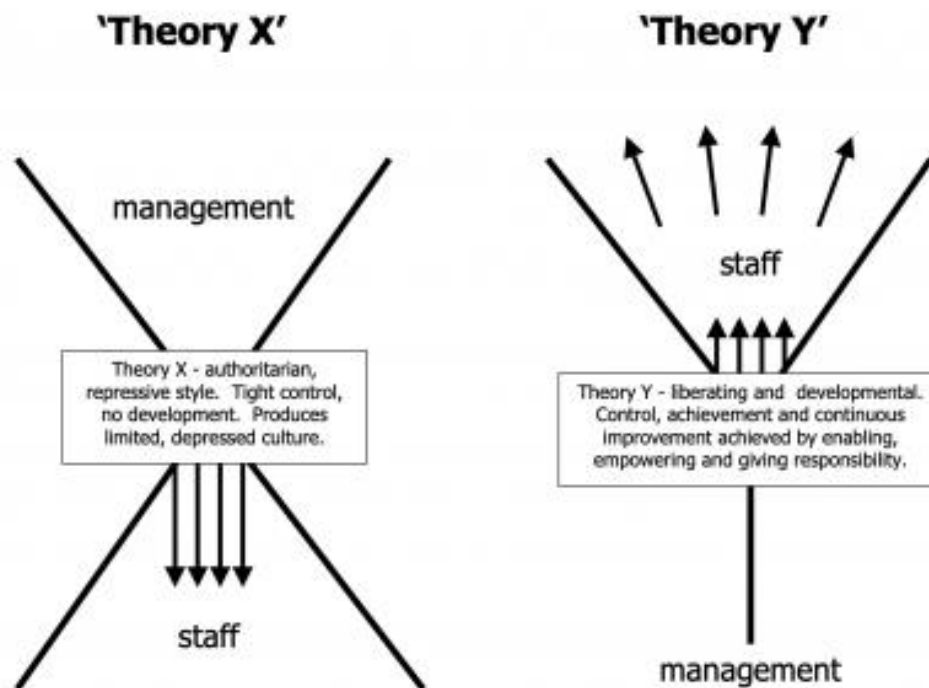 ‘Theory X’
management
Theory X - authoritarian,
repressive style. Tight control,
no development. Produces
limited, depressed culture.
staff
‘Theory Y’
staff
Theory Y - liberating and developmental.
Control, achievement and continuous
improvement achieved by enabling,
empowering and giving responsibility.
management